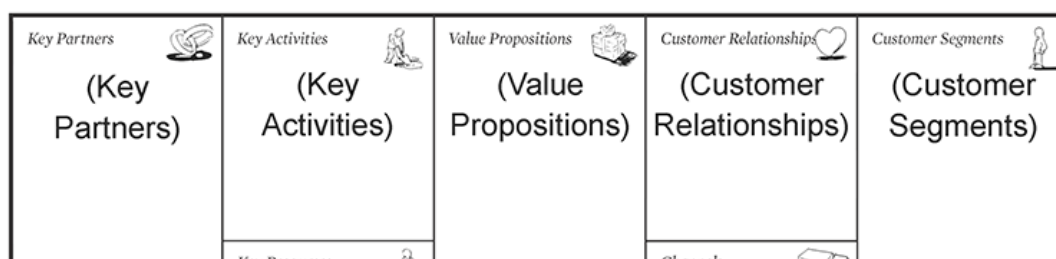 Key Partners
(Key
Partners)
Key Activities
(Key
Activities)
Value Propositions
(Value
Propositions)
Customer Relationships
(Customer
Relationships)
Customer Segments
(Customer
Segments)